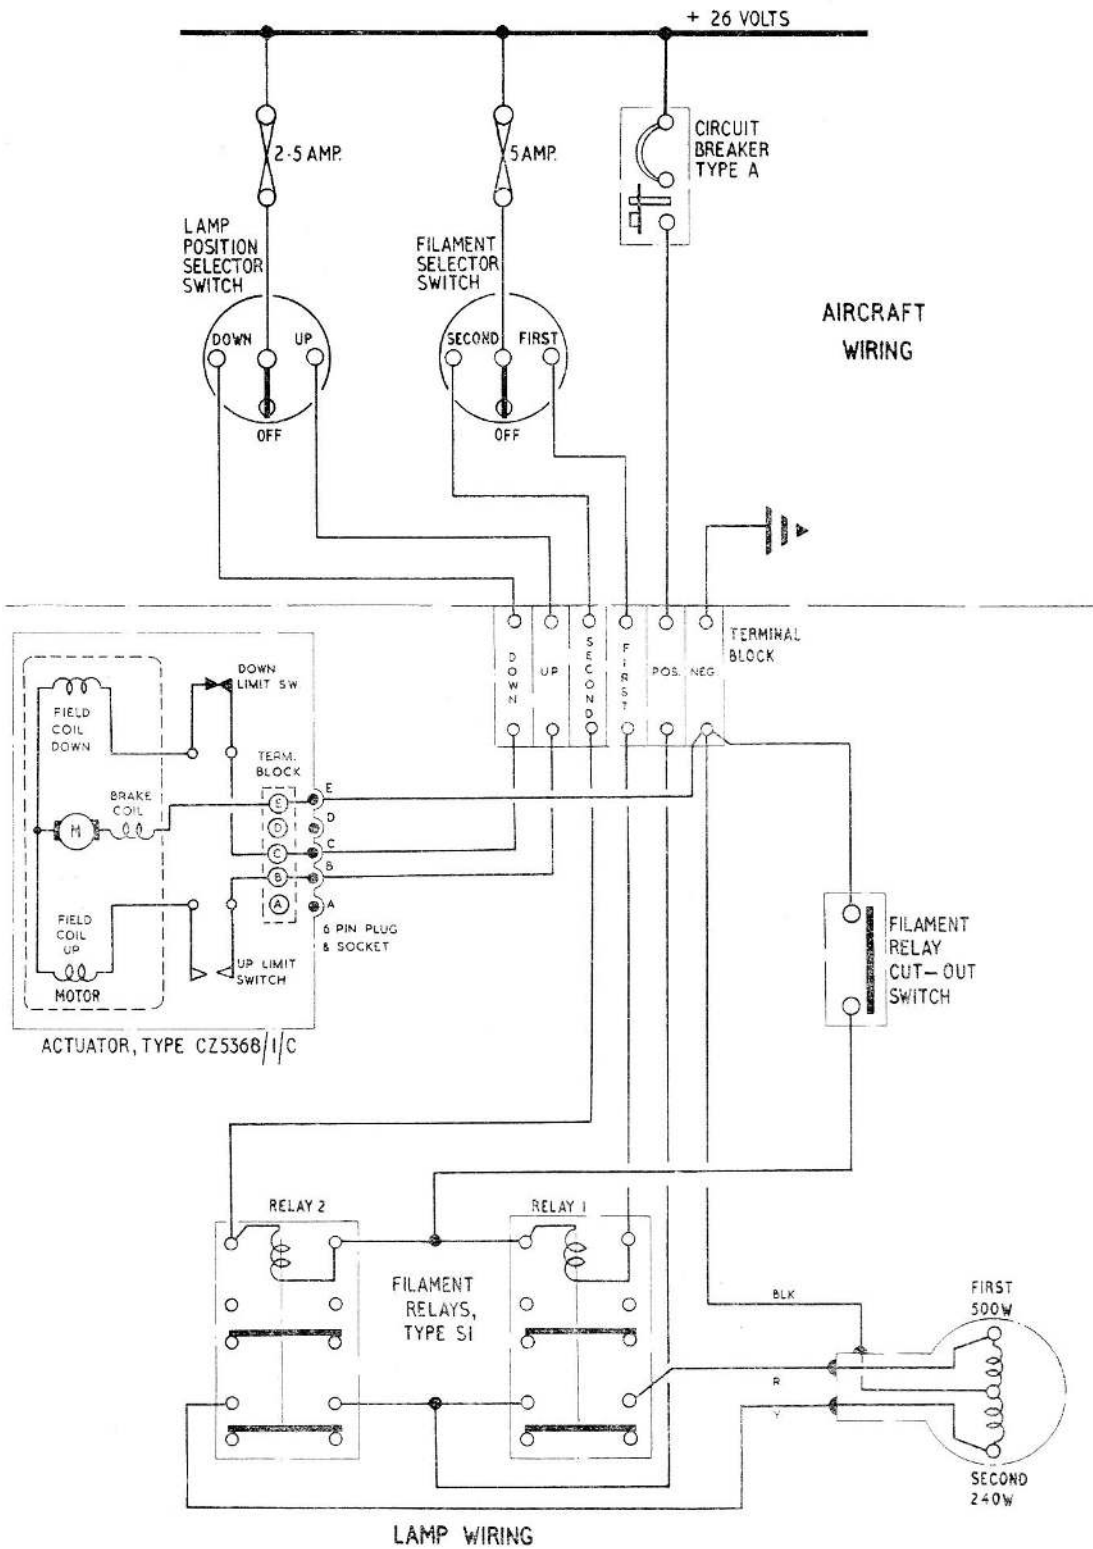 + 26 VOLTS
2·5 AMP.
5 AMP.
CIRCUIT
BREAKER
TYPE A
LAMP
POSITION
SELECTOR
SWITCH
FILAMENT
SELECTOR
SWITCH
DOWN
UP
OFF
SECOND
FIRST
OFF
AIRCRAFT
WIRING
DOWN
UP
SECOND
FIRST
POS.
NEG.
TERMINAL
BLOCK
FIELD
COIL
DOWN
DOWN
LIMIT SW
TERM.
BLOCK
BRAKE
COIL
M
E
D
C
B
A
E
D
C
B
A
6 PIN PLUG
& SOCKET
FIELD
COIL
UP
UP LIMIT
SWITCH
MOTOR
ACTUATOR, TYPE CZ5368/1/C
FILAMENT
RELAY
CUT-OUT
SWITCH
RELAY 2
RELAY 1
FILAMENT
RELAYS,
TYPE S1
BLK
R
Y
FIRST
500W
SECOND
240W
LAMP WIRING